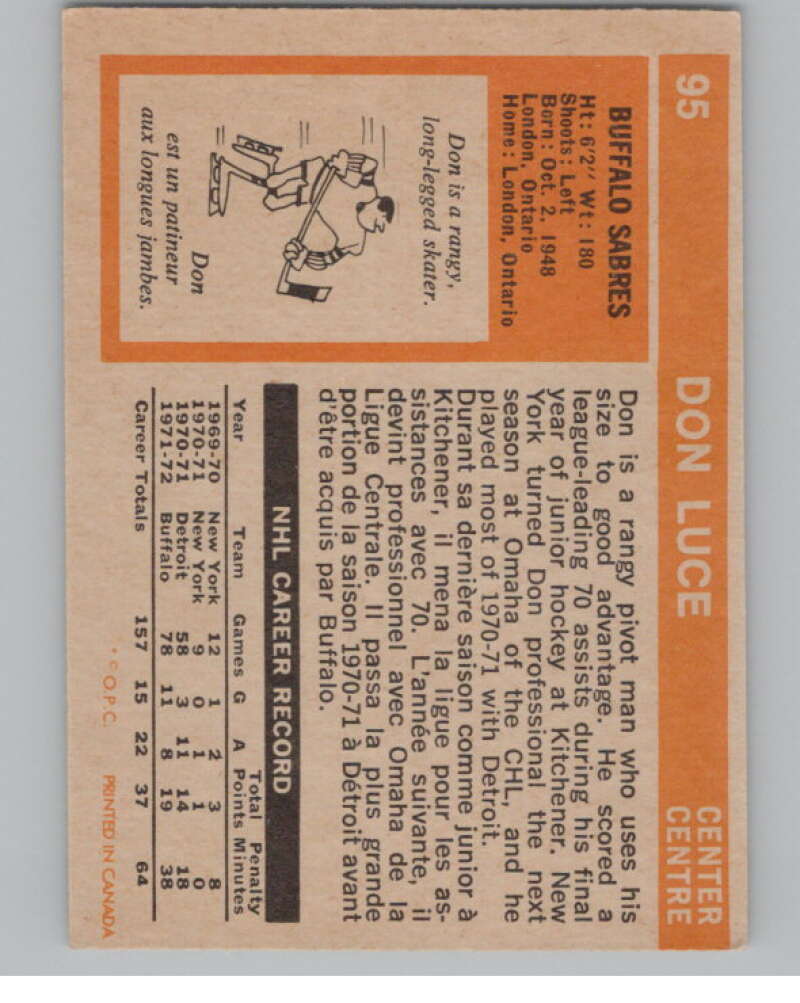 95
DON LUCE
CENTER
CENTRE
BUFFALO SABRES
Ht: 6'2" Wt: 180
Shoots: Left
Born: Oct. 2, 1948
London, Ontario
Home: London, Ontario
Don is a rangy,
long-legged skater.
Don
est un patineur
aux longues jambes.
Don is a rangy pivot man who uses his
size to good advantage. He scored a
league-leading 70 assists during his final
year of junior hockey at Kitchener. New
York turned Don professional the next
season at Omaha of the CHL, and he
played most of 1970-71 with Detroit.
Durant sa dernière saison comme junior à
Kitchener, il mena la ligue pour les as-
sistances avec 70. L'année suivante, il
devint professionnel avec Omaha de la
Ligue Centrale. Il passa la plus grande
portion de la saison 1970-71 à Détroit avant
d'être acquis par Buffalo.
NHL CAREER RECORD
Total Penalty
Year Team Games G A Points Minutes
1969-70 New York 12 1 2 3 8
1970-71 New York 9 0 1 1 0
1970-71 Detroit 58 3 11 14 18
1971-72 Buffalo 78 11 8 19 38
Career Totals 157 15 22 37 64
* © O.P.C. PRINTED IN CANADA